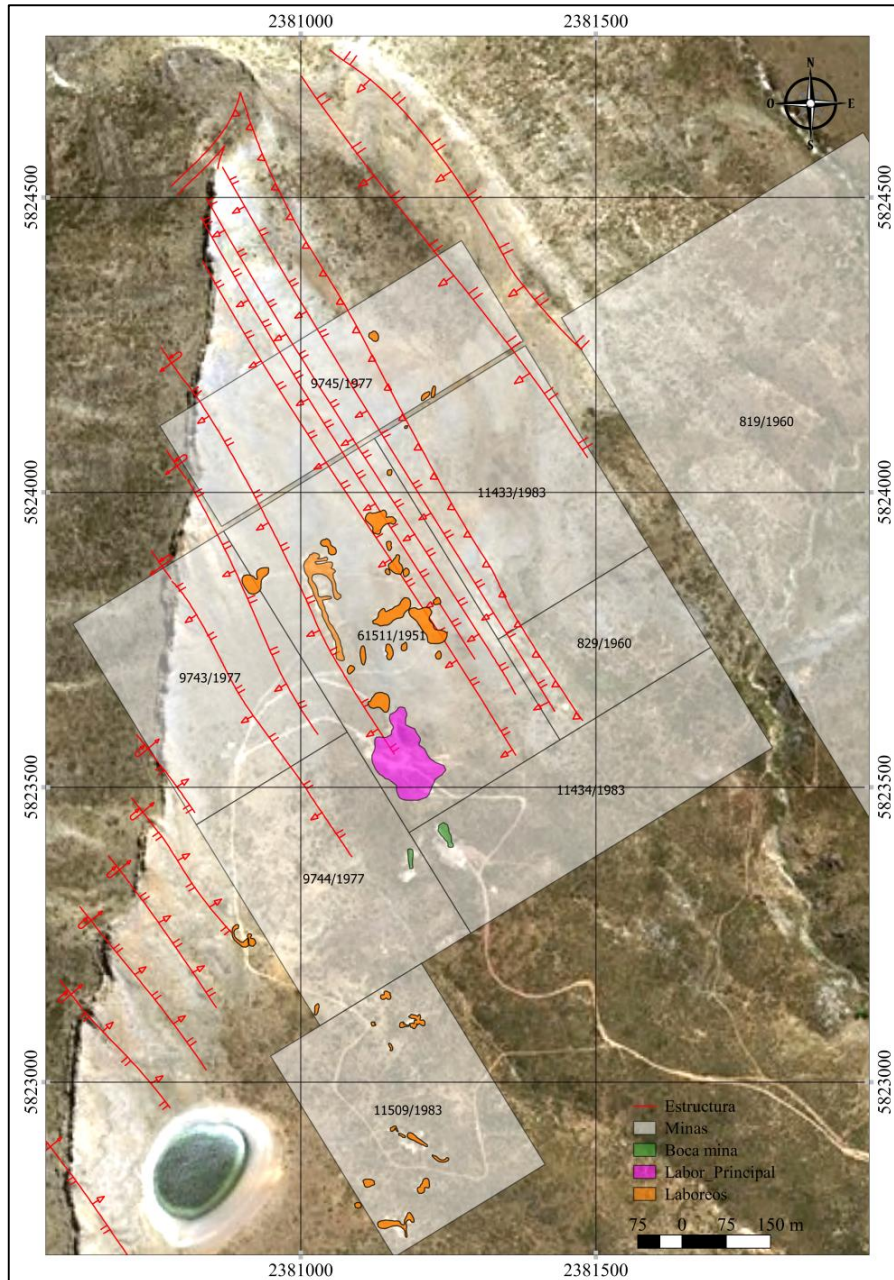 2381000 2381500
N
O E
S
5824500 5824500
9745/1977
819/1960
5824000 11433/1983 5824000
61511/1951 829/1960
9743/1977
5823500 5823500
11434/1983
9744/1977
5823000 5823000
11509/1983
Estructura
Minas
Boca mina
Labor_Principal
Laboreos
75 0 75 150 m
2381000 2381500